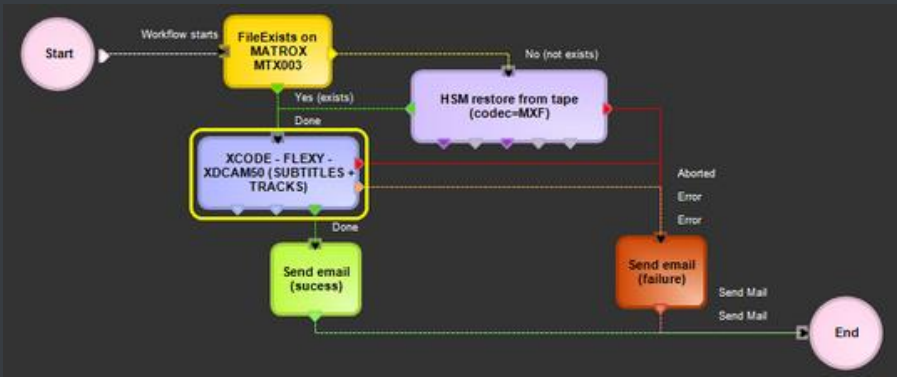 Start
Workflow starts
FileExists on
MATROX
MTX003
No (not exists)
Yes (exists)
Done
HSM restore from tape
(codec=MXF)
XCODE - FLEXY -
XDCAM50 (SUBTITLES +
TRACKS)
Aborted
Error
Error
Done
Send email
(sucess)
Send email
(failure)
Send Mail
Send Mail
End